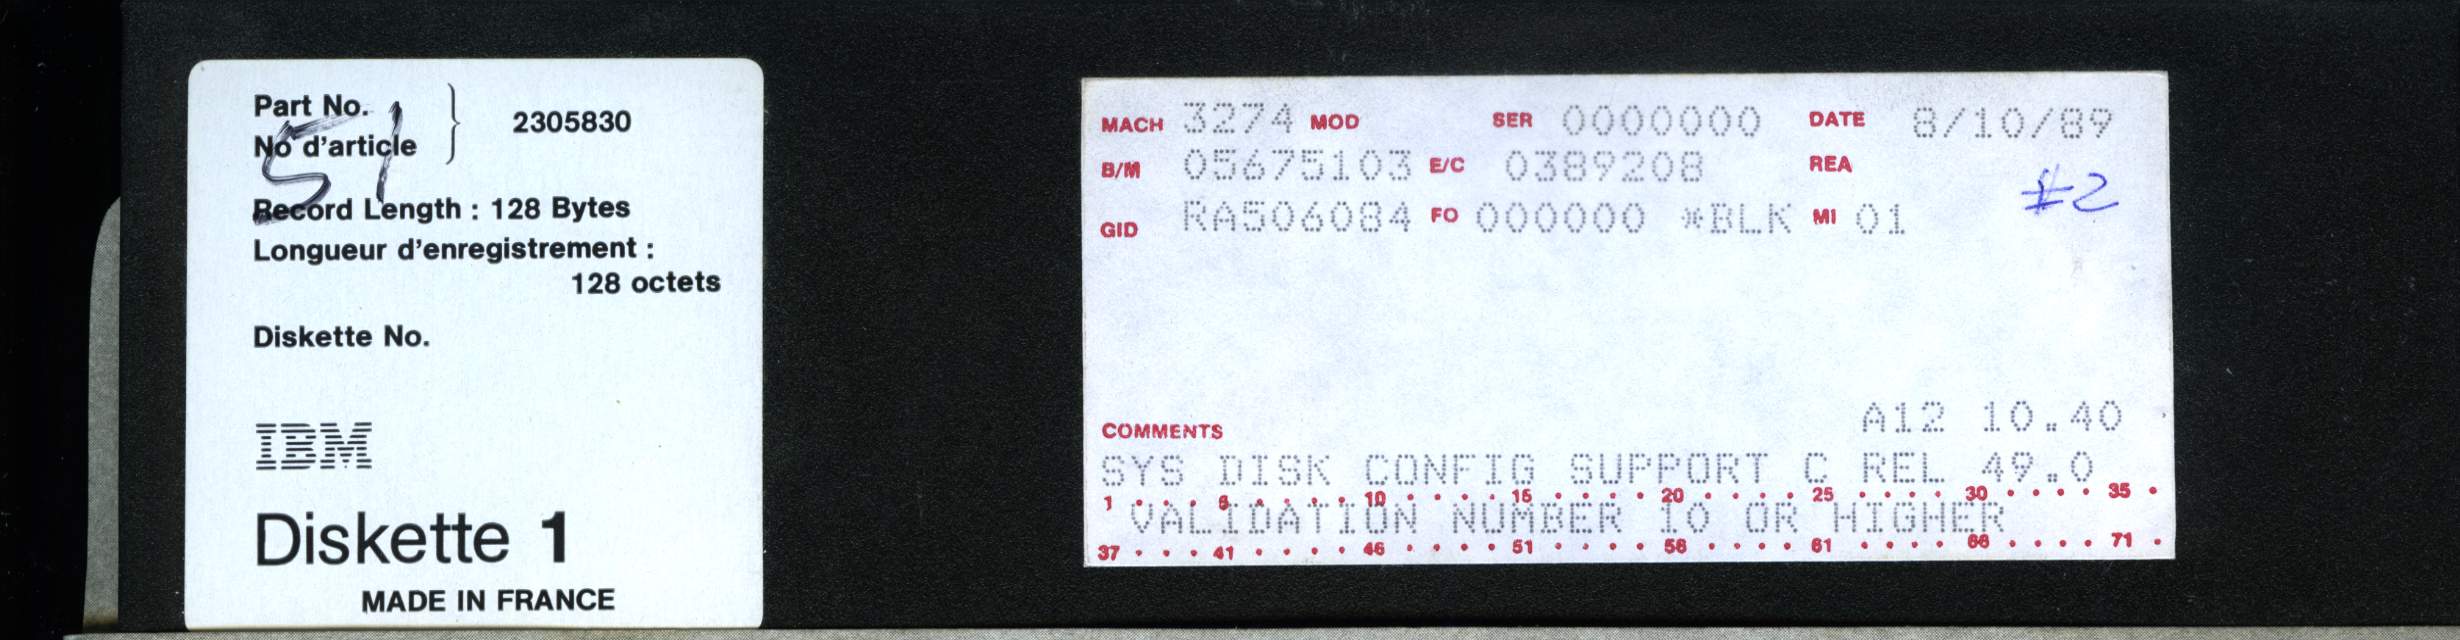 Part No.
No d'article
} 2305830
51
Record Length : 128 Bytes
Longueur d'enregistrement :
128 octets
Diskette No.
IBM
Diskette 1
MADE IN FRANCE
MACH 3274 MOD SER 0000000 DATE 8/10/89
B/M 05675103 E/C 0389208 REA
#2
GID RA506084 FO 000000 *BLK MI 01
A12 10.40
COMMENTS
SYS DISK CONFIG SUPPORT C REL 49.0
1 . . . . 6 . . . . 10 . . . . 15 . . . . 20 . . . . 25 . . . . 30 . . . . 35 .
VALIDATION NUMBER 10 OR HIGHER
37 . . . 41 . . . . 46 . . . . 51 . . . . 56 . . . . 61 . . . . 66 . . . . 71 .